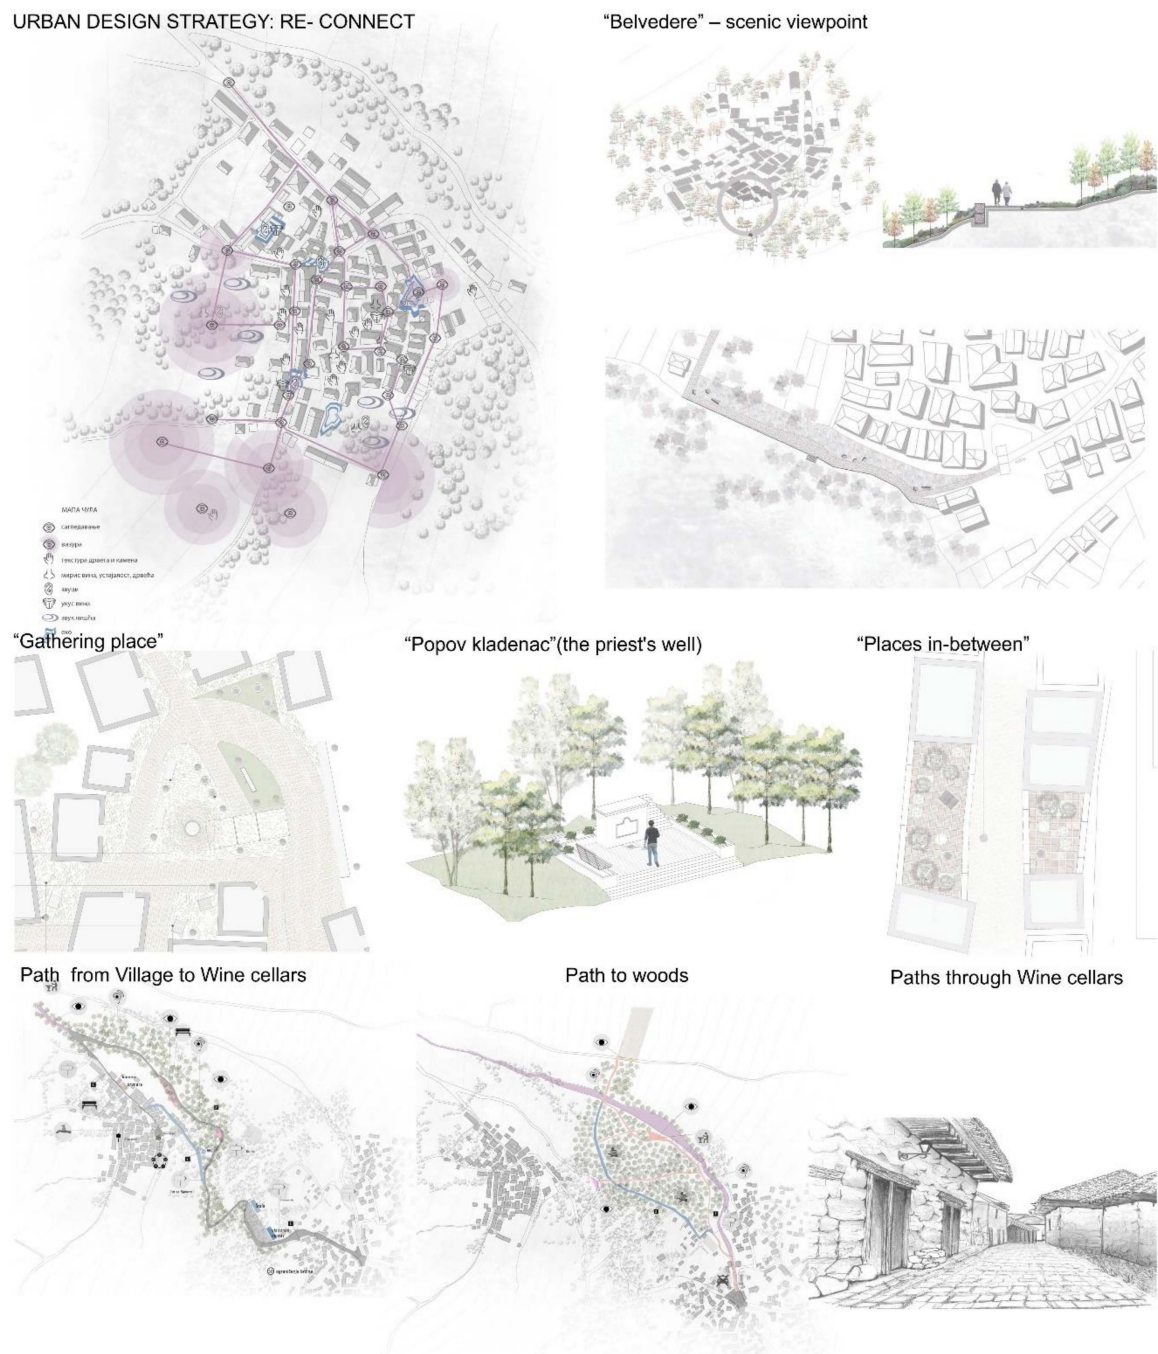 URBAN DESIGN STRATEGY: RE- CONNECT
“Belvedere” – scenic viewpoint
МАПА ЧУЛА
сагледавање
визура
текстура дрвета и камена
мирис вина, устајалост, дрвећа
звуци
укус вина
звук лишћа
око
“Gathering place”
“Popov kladenac”(the priest's well)
“Places in-between”
Path from Village to Wine cellars
Path to woods
Paths through Wine cellars